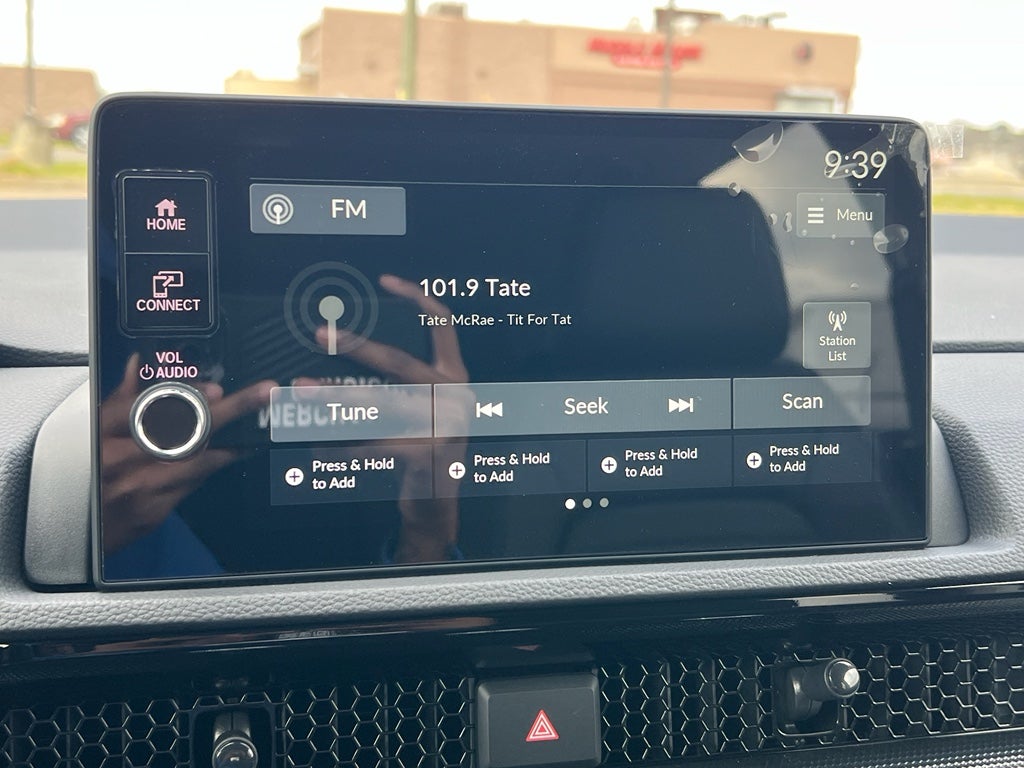 9:39
HOME
FM
Menu
CONNECT
101.9 Tate
Tate McRae - Tit For Tat
Station
List
VOL
AUDIO
Tune
Seek
Scan
Press & Hold
to Add
Press & Hold
to Add
Press & Hold
to Add
Press & Hold
to Add